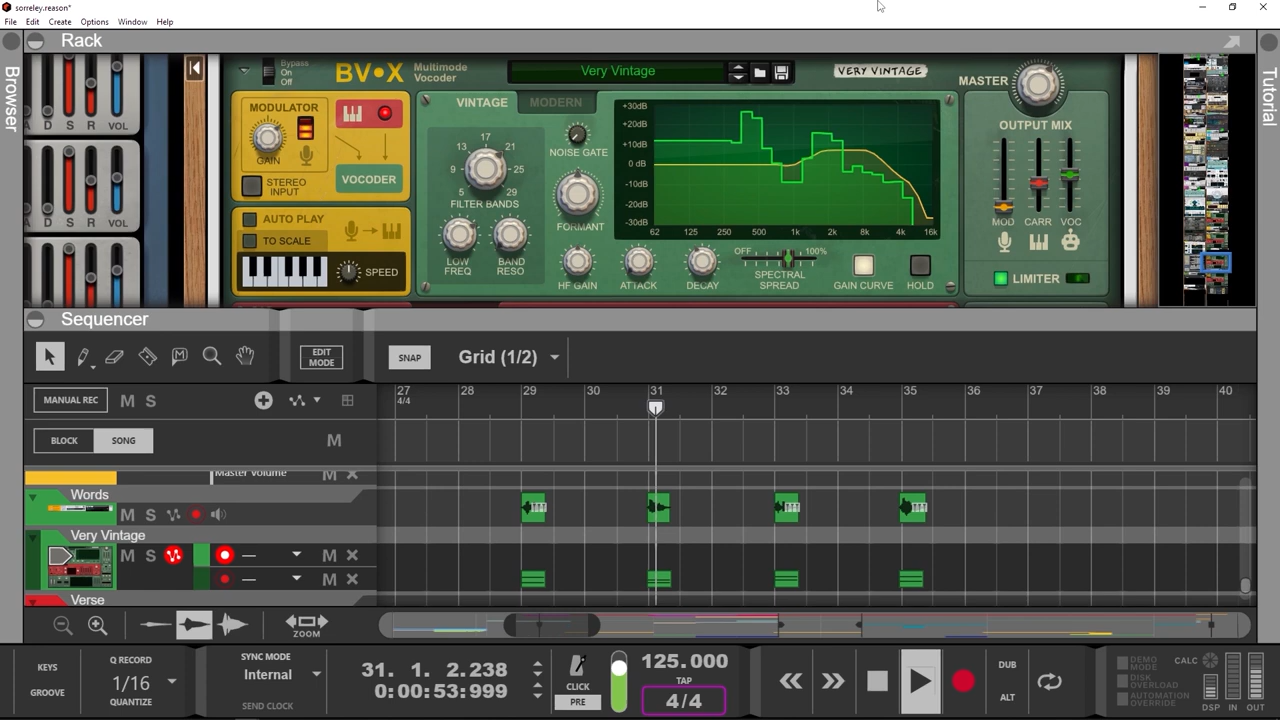 sorreley.reason*
File Edit Create Options Window Help
Rack
Browser
Tutorial
D S R VOL
D S R VOL
Bypass
On
Off
BV•X Multimode Vocoder
Very Vintage
VERY VINTAGE
MASTER
MODULATOR
GAIN
STEREO INPUT
VOCODER
AUTO PLAY
TO SCALE
SPEED
VINTAGE MODERN
17
13 21
9 25
5 29
FILTER BANDS
LOW FREQ
BAND RESO
NOISE GATE
FORMANT
HF GAIN
ATTACK
DECAY
+30dB
+20dB
+10dB
0 dB
-10dB
-20dB
-30dB
62 125 250 500 1k 2k 8k 4k 16k
OFF 100%
SPECTRAL SPREAD
GAIN CURVE
HOLD
OUTPUT MIX
MOD CARR VOC
LIMITER
Sequencer
EDIT MODE
SNAP
Grid (1/2)
MANUAL REC M S
27 28 29 30 31 32 33 34 35 36 37 38 39 40
4/4
BLOCK SONG M
Master Volume M
Words
M S
Very Vintage
M S M
M
Verse
ZOOM
KEYS
GROOVE
Q RECORD
1/16
QUANTIZE
SYNC MODE
Internal
SEND CLOCK
31. 1. 2.238
0:00:53:999
CLICK
PRE
125.000
TAP
4/4
DUB
ALT
DEMO MODE
DISK OVERLOAD
AUTOMATION OVERRIDE
CALC
DSP IN OUT